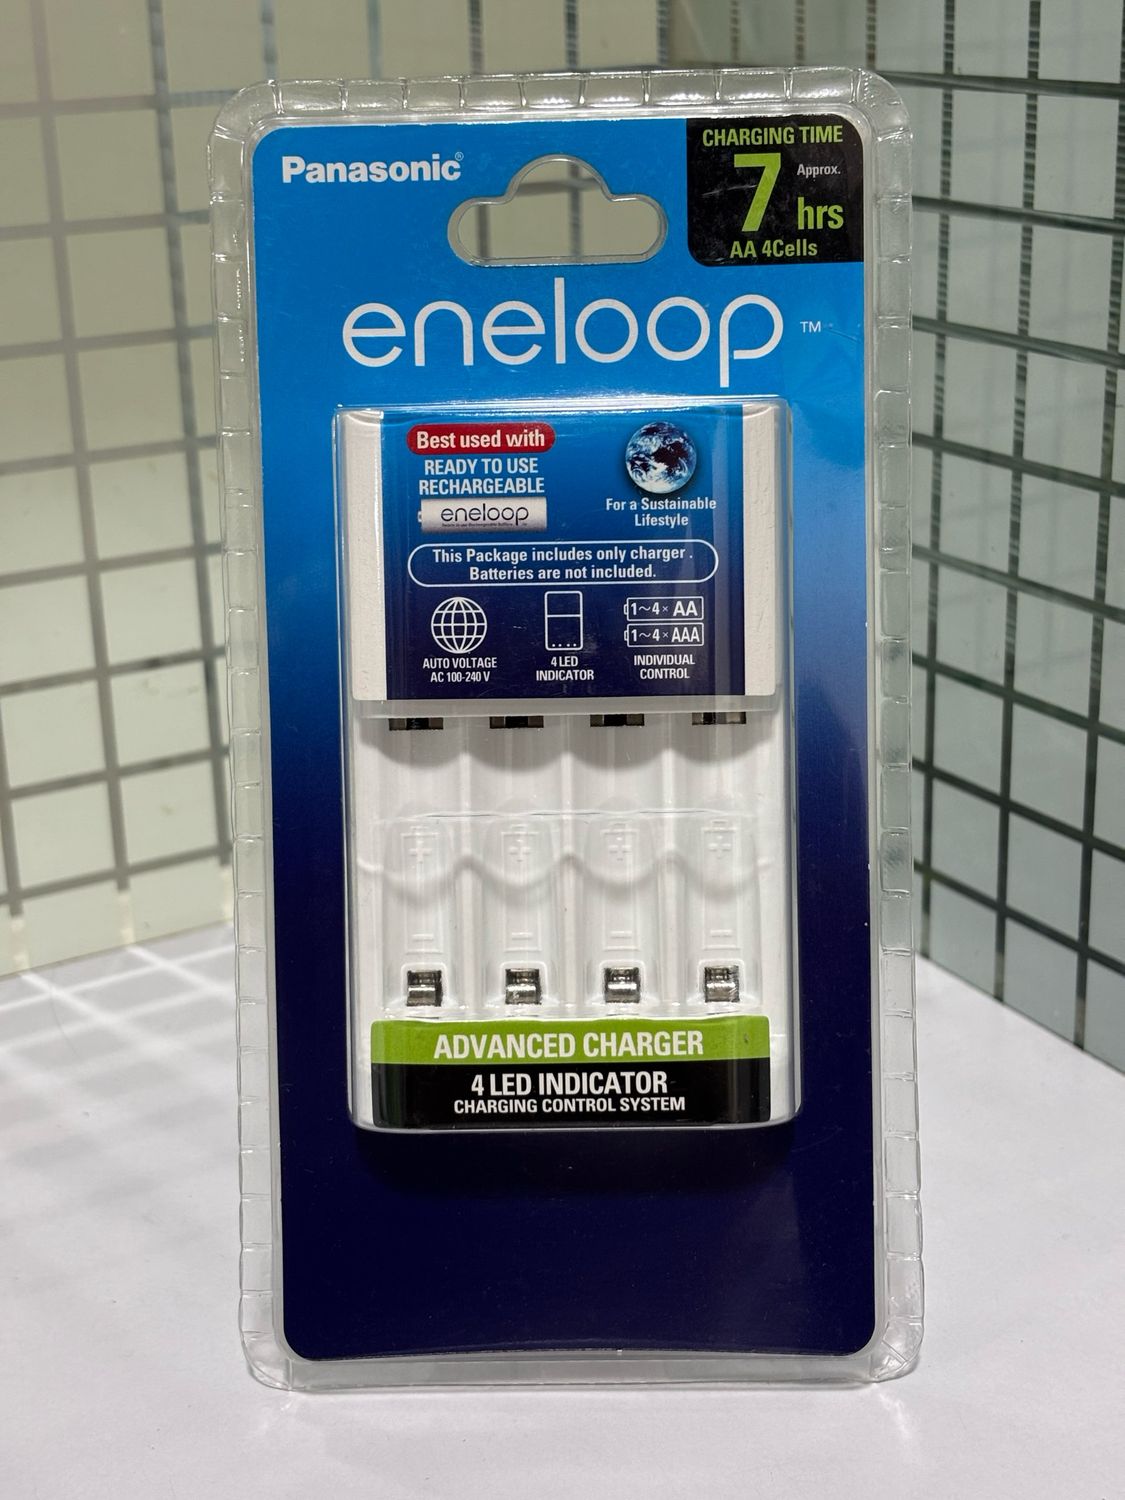 Panasonic®
CHARGING TIME
7 Approx.
hrs
AA 4Cells
eneloop ™
Best used with
READY TO USE
RECHARGEABLE
eneloop
For a Sustainable
Lifestyle
This Package includes only charger .
Batteries are not included.
1～4× AA
1～4× AAA
AUTO VOLTAGE
AC 100-240 V
4 LED
INDICATOR
INDIVIDUAL
CONTROL
+ + + +
− − − −
ADVANCED CHARGER
4 LED INDICATOR
CHARGING CONTROL SYSTEM